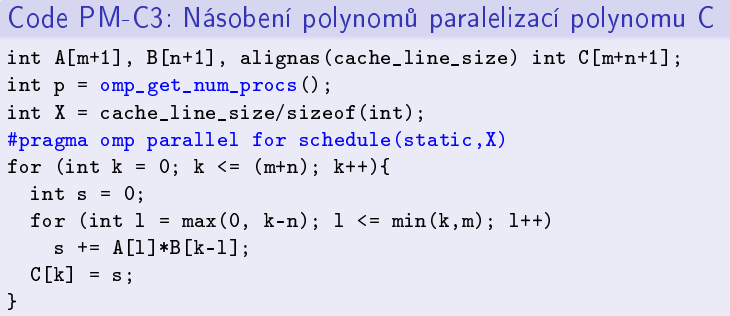 Code PM-C3: Násobení polynomů paralelizací polynomu C
int A[m+1], B[n+1], alignas(cache_line_size) int C[m+n+1];
int p = omp_get_num_procs();
int X = cache_line_size/sizeof(int);
#pragma omp parallel for schedule(static,X)
for (int k = 0; k <= (m+n); k++){
  int s = 0;
  for (int l = max(0, k-n); l <= min(k,m); l++)
    s += A[l]*B[k-l];
  C[k] = s;
}